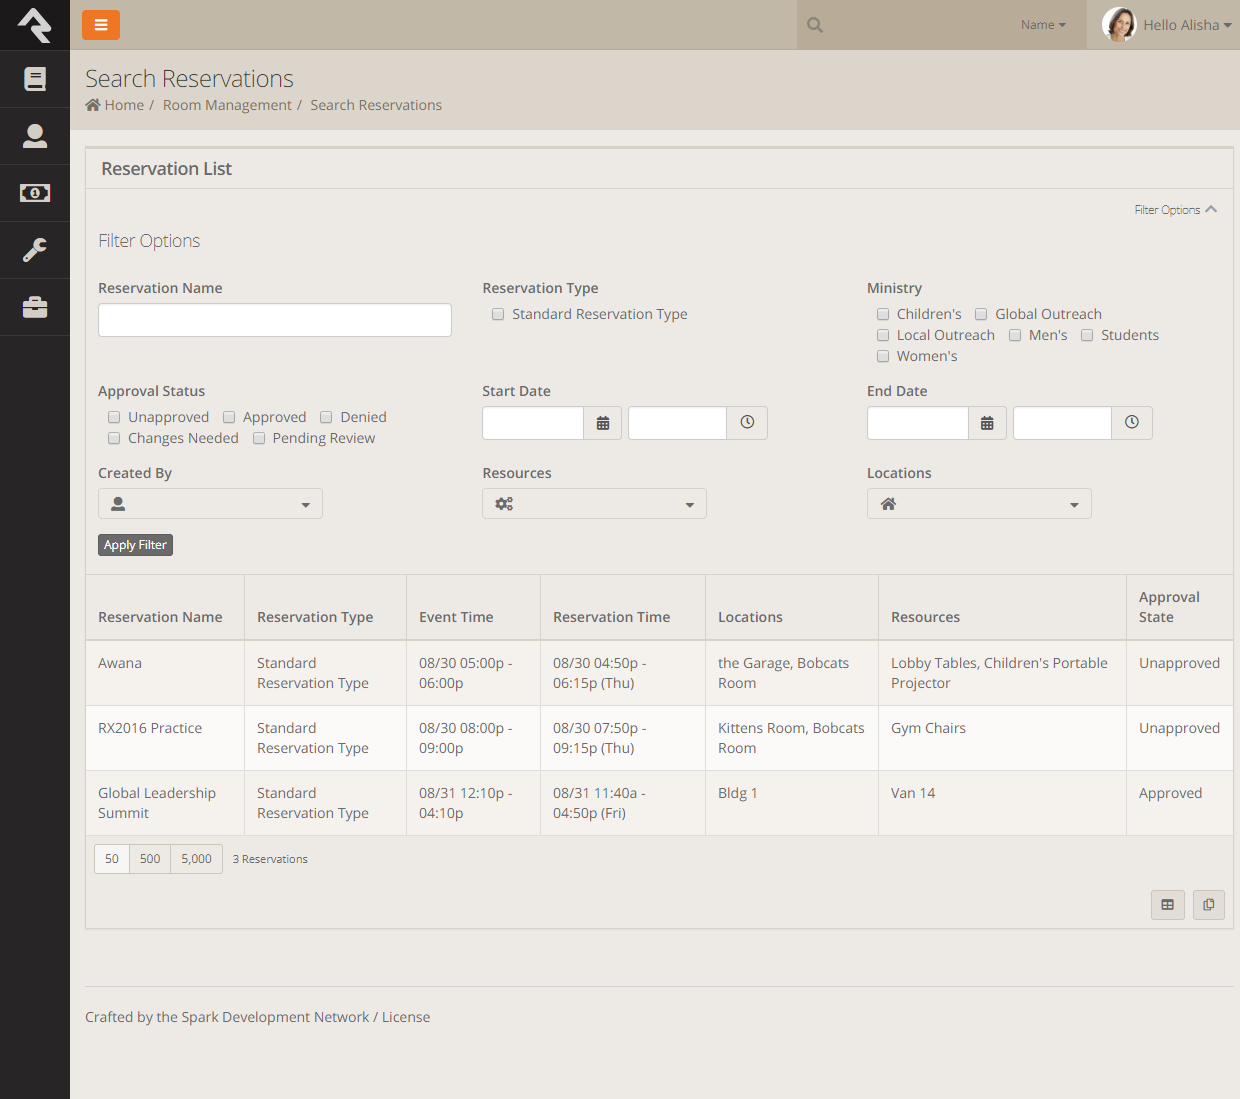 Name
Hello Alisha
Search Reservations
Home / Room Management / Search Reservations
Reservation List
Filter Options
Filter Options
Reservation Name
Reservation Type
Standard Reservation Type
Ministry
Children's Global Outreach
Local Outreach Men's Students
Women's
Approval Status
Unapproved Approved Denied
Changes Needed Pending Review
Start Date
End Date
Created By
Resources
Locations
Apply Filter
Reservation Name Reservation Type Event Time Reservation Time Locations Resources Approval State
Awana Standard Reservation Type 08/30 05:00p - 06:00p 08/30 04:50p - 06:15p (Thu) the Garage, Bobcats Room Lobby Tables, Children's Portable Projector Unapproved
RX2016 Practice Standard Reservation Type 08/30 08:00p - 09:00p 08/30 07:50p - 09:15p (Thu) Kittens Room, Bobcats Room Gym Chairs Unapproved
Global Leadership Summit Standard Reservation Type 08/31 12:10p - 04:10p 08/31 11:40a - 04:50p (Fri) Bldg 1 Van 14 Approved
50 500 5,000 3 Reservations
Crafted by the Spark Development Network / License